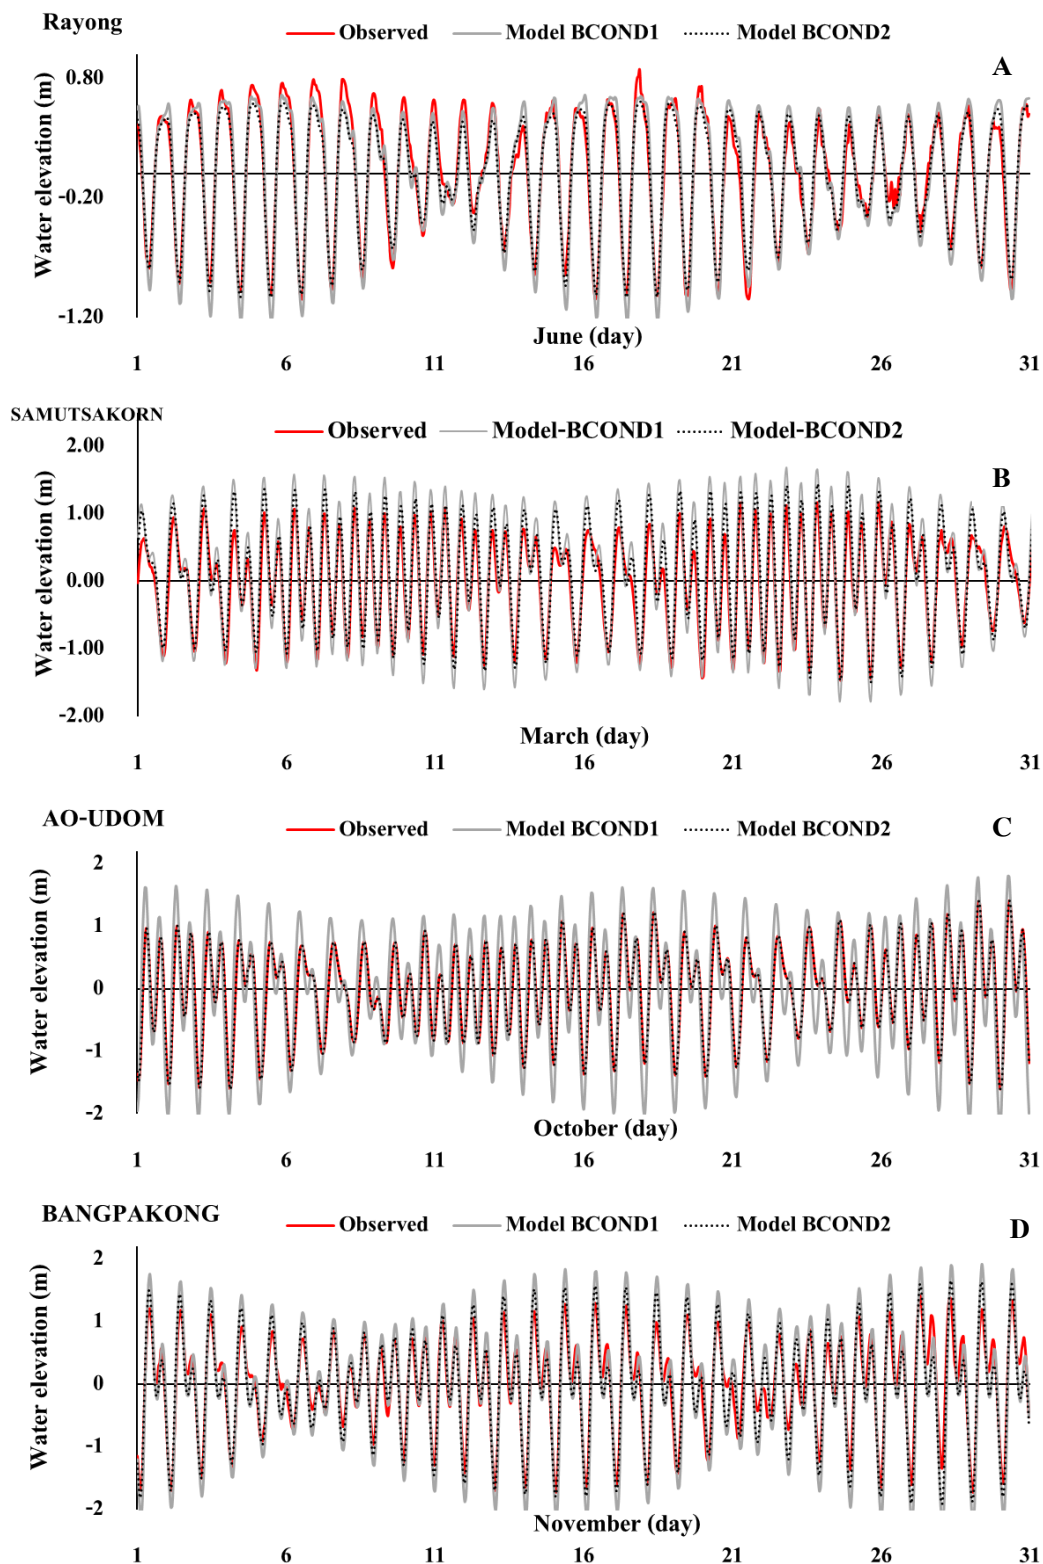 Rayong
Observed Model BCOND1 Model BCOND2
A
Water elevation (m)
0.80
-0.20
-1.20
June (day)
1 6 11 16 21 26 31
SAMUTSAKORN
Observed Model-BCOND1 Model-BCOND2
B
Water elevation (m)
2.00
1.00
0.00
-1.00
-2.00
March (day)
1 6 11 16 21 26 31
AO-UDOM
Observed Model BCOND1 Model BCOND2
C
Water elevation (m)
2
1
0
-1
-2
October (day)
1 6 11 16 21 26 31
BANGPAKONG
Observed Model BCOND1 Model BCOND2
D
Water elevation (m)
2
1
0
-1
-2
November (day)
1 6 11 16 21 26 31